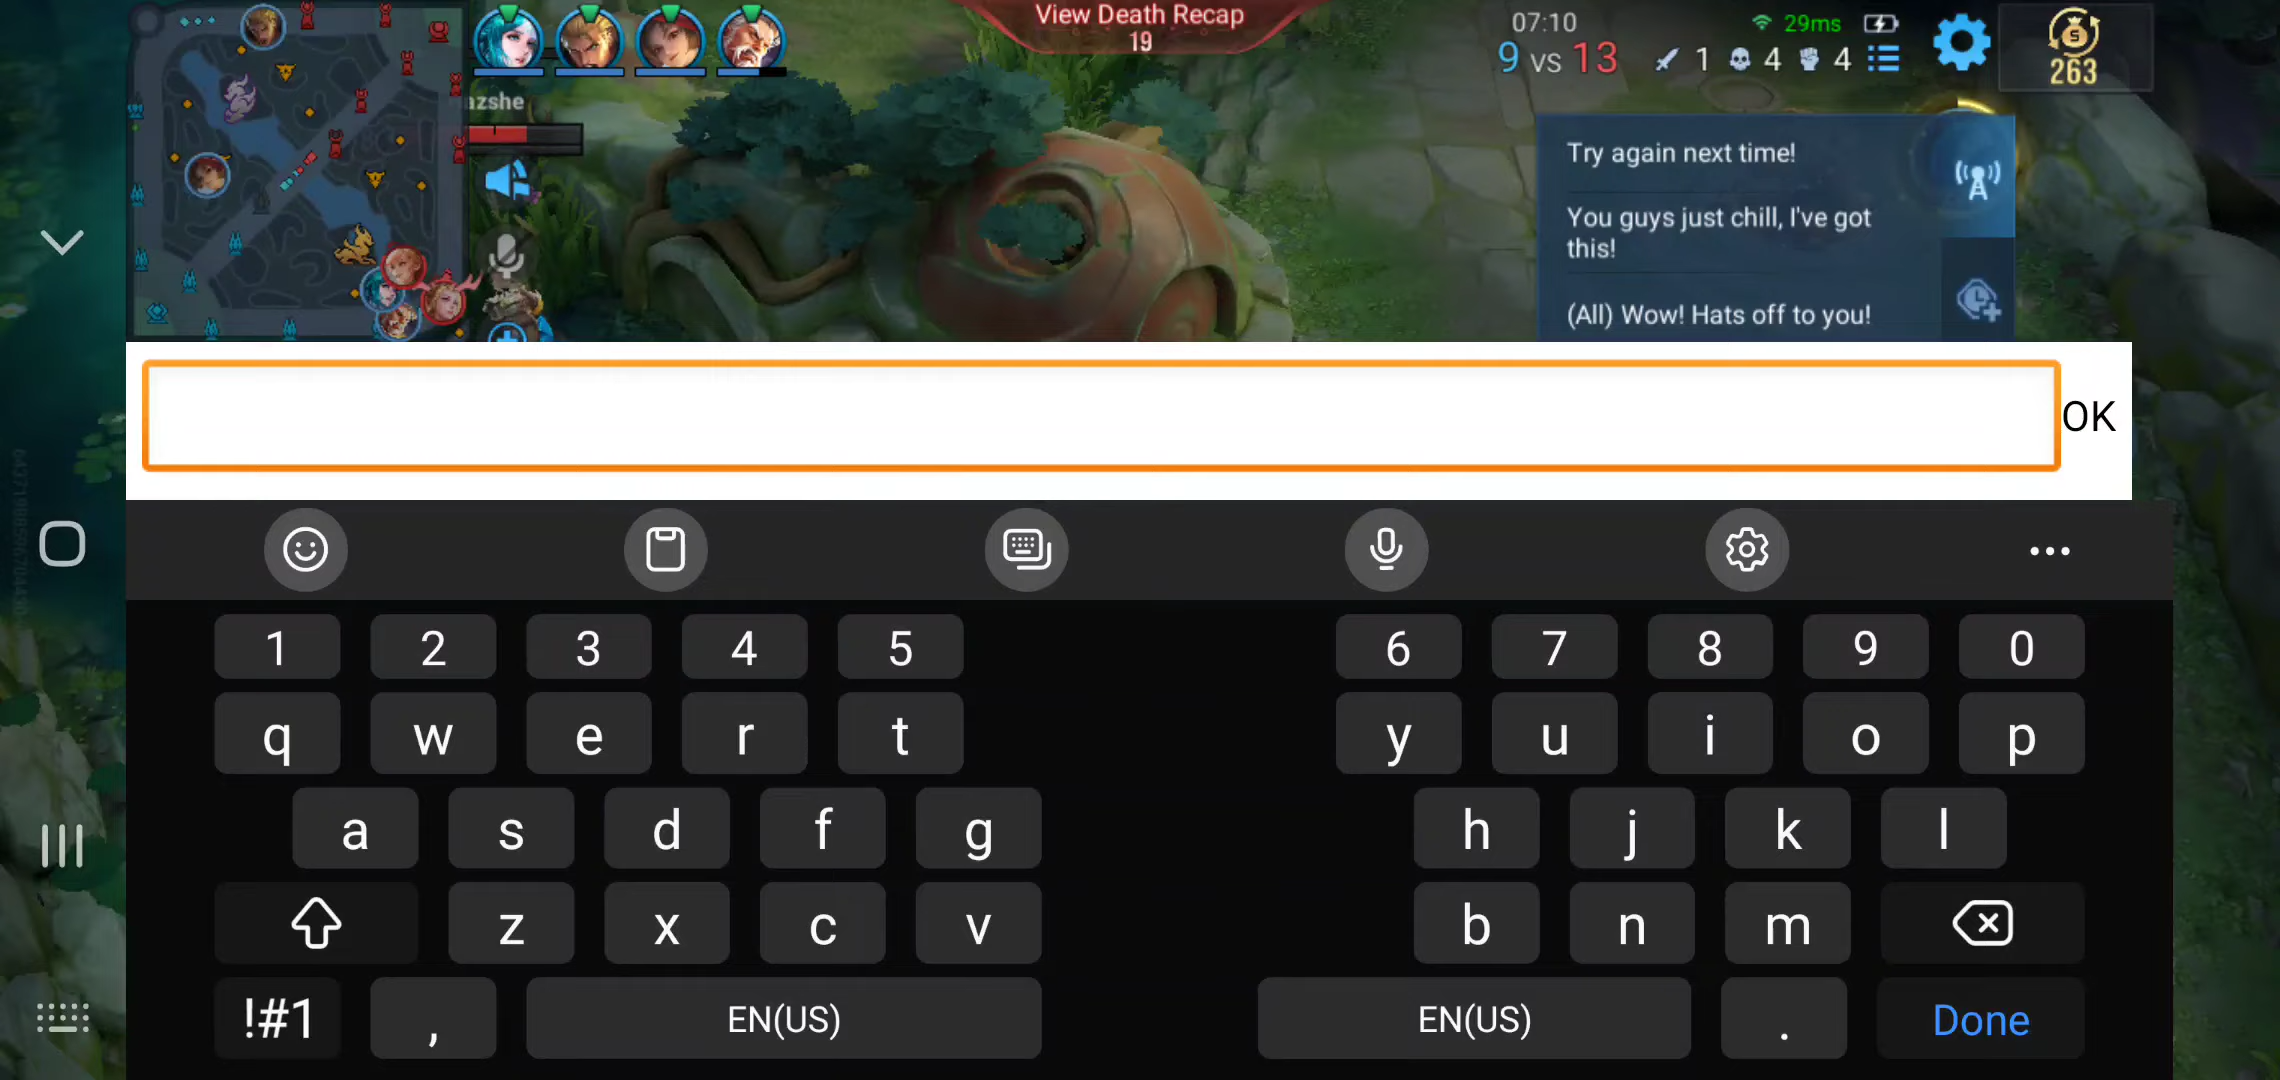 View Death Recap
19
07:10
29ms
9 vs 13
1
4
4
263
azshe
Try again next time!
You guys just chill, I've got
this!
(All) Wow! Hats off to you!
OK
1 2 3 4 5 6 7 8 9 0
q w e r t y u i o p
a s d f g h j k l
z x c v b n m
!#1 , EN(US) EN(US) . Done